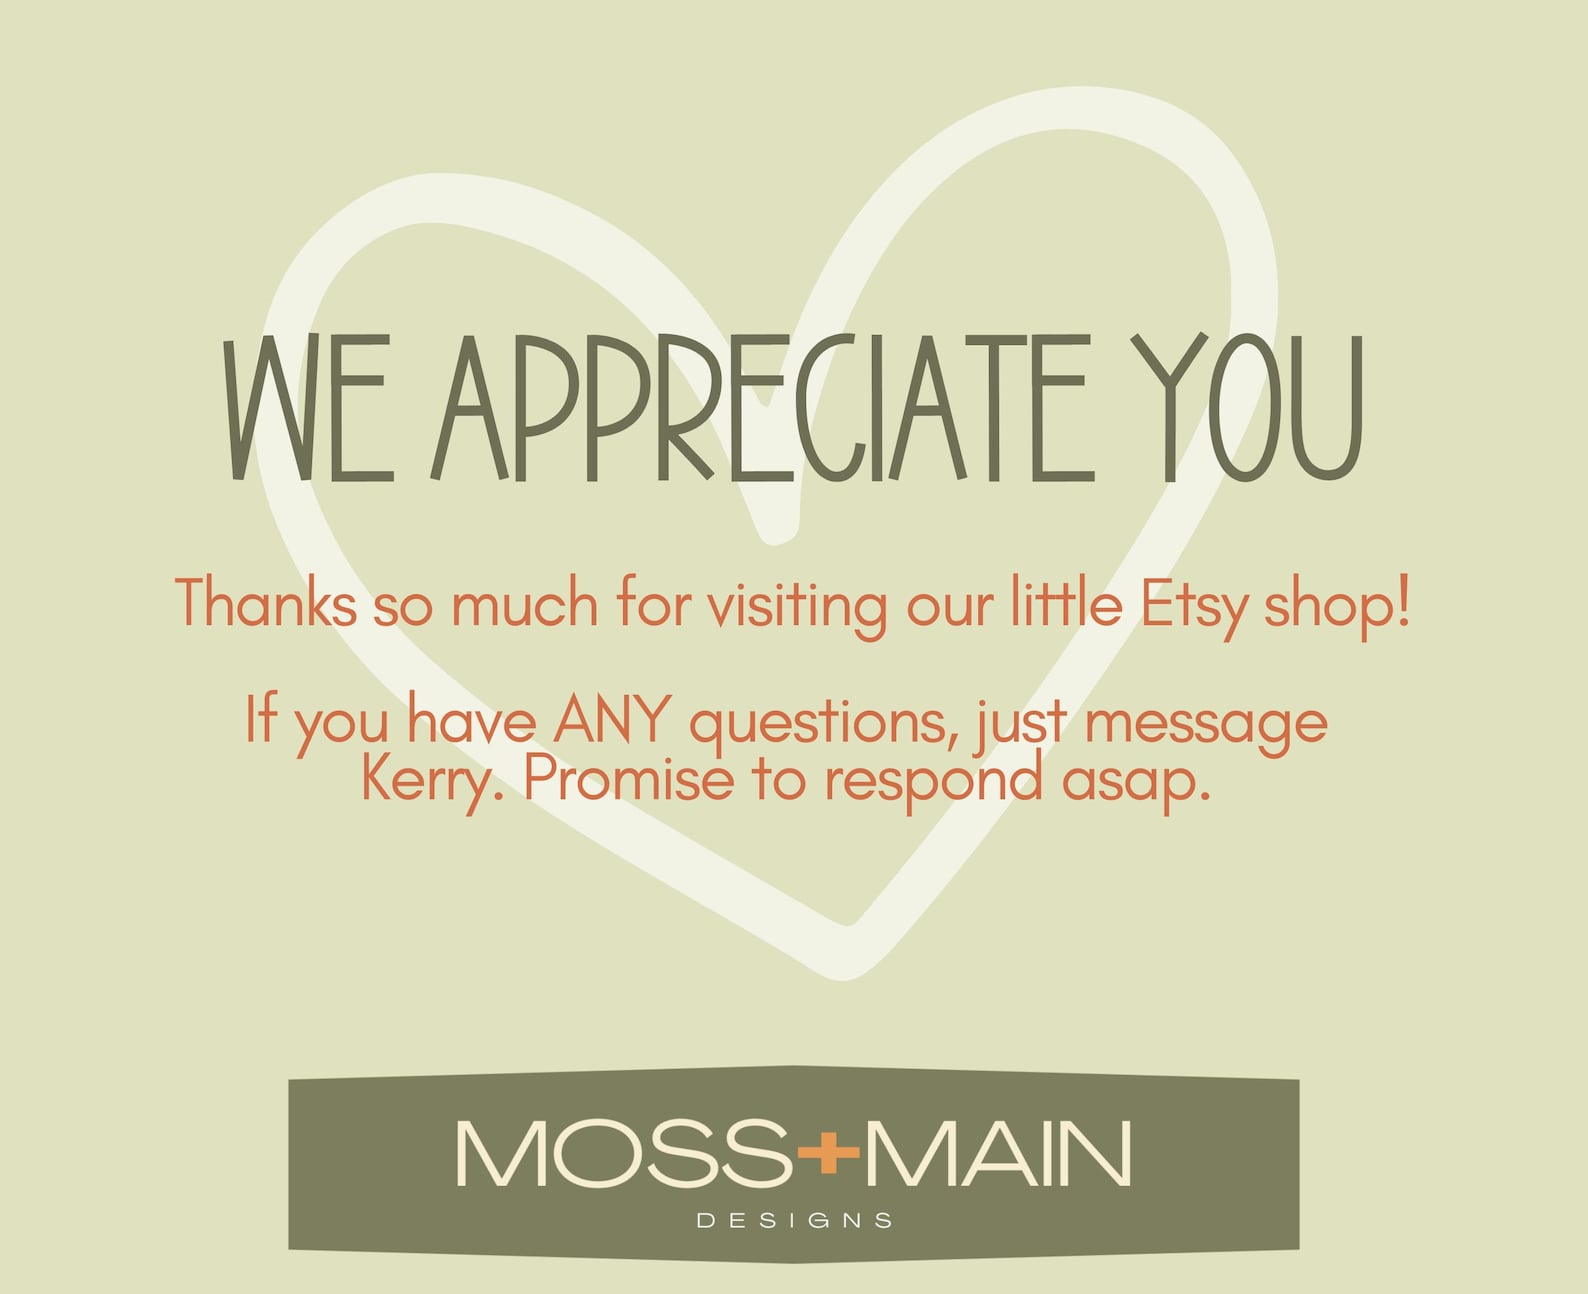 WE APPRECIATE YOU
Thanks so much for visiting our little Etsy shop!
If you have ANY questions, just message
Kerry. Promise to respond asap.
MOSS+MAIN
DESIGNS